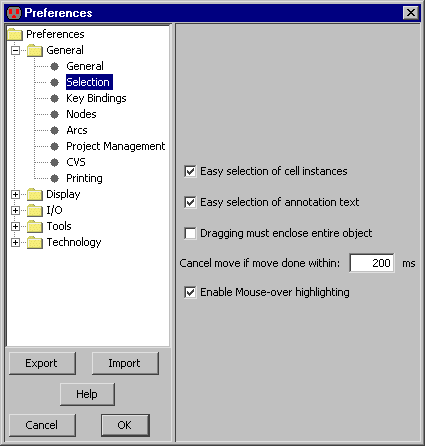 Preferences
Preferences
General
General
Selection
Key Bindings
Nodes
Arcs
Project Management
CVS
Printing
Display
I/O
Tools
Technology
Easy selection of cell instances
Easy selection of annotation text
Dragging must enclose entire object
Cancel move if move done within: 200 ms
Enable Mouse-over highlighting
Export Import
Help
Cancel OK